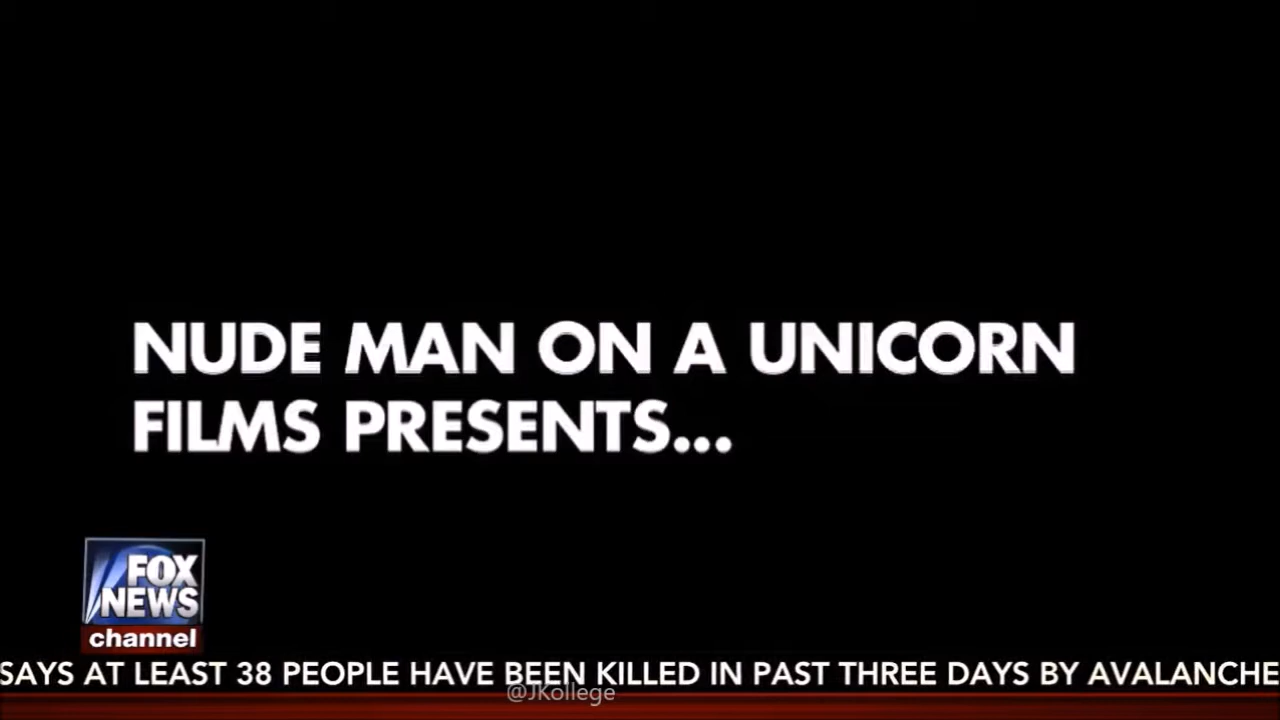 NUDE MAN ON A UNICORN
FILMS PRESENTS...
FOX
NEWS
channel
SAYS AT LEAST 38 PEOPLE HAVE BEEN KILLED IN PAST THREE DAYS BY AVALANCHE
@JKollege